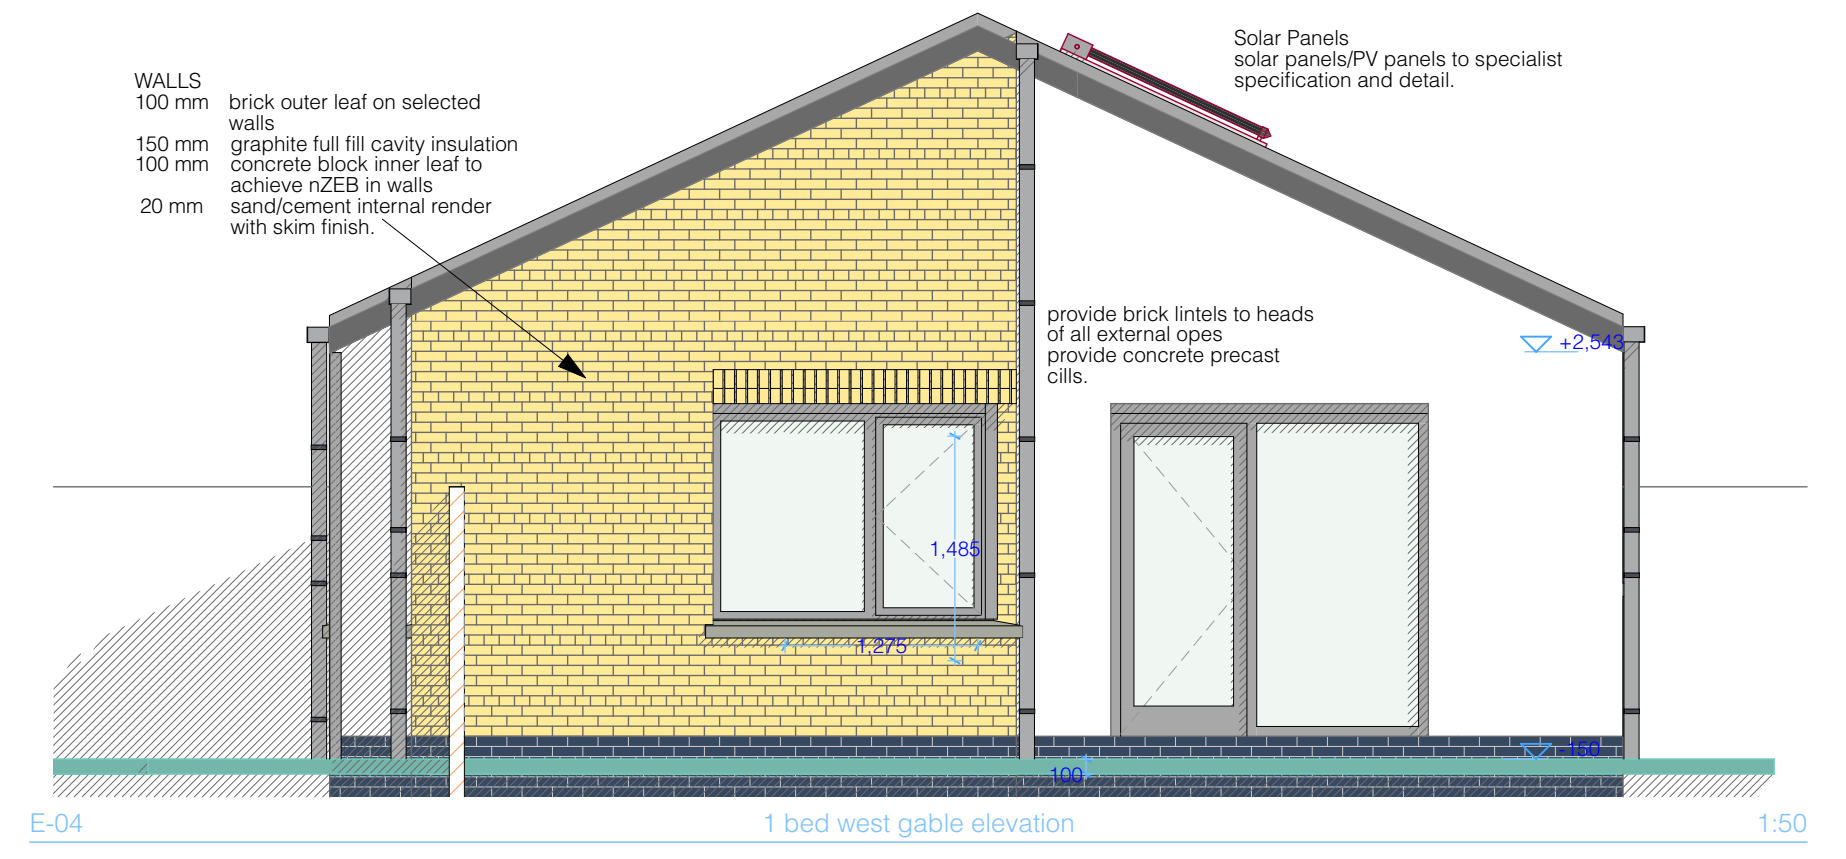 Solar Panels
solar panels/PV panels to specialist
specification and detail.
WALLS
100 mm brick outer leaf on selected
walls
150 mm graphite full fill cavity insulation
100 mm concrete block inner leaf to
achieve nZEB in walls
20 mm sand/cement internal render
with skim finish.
provide brick lintels to heads
of all external opes
provide concrete precast
cills.
+2,543
1,485
1,275
-150
100
E-04 1 bed west gable elevation 1:50